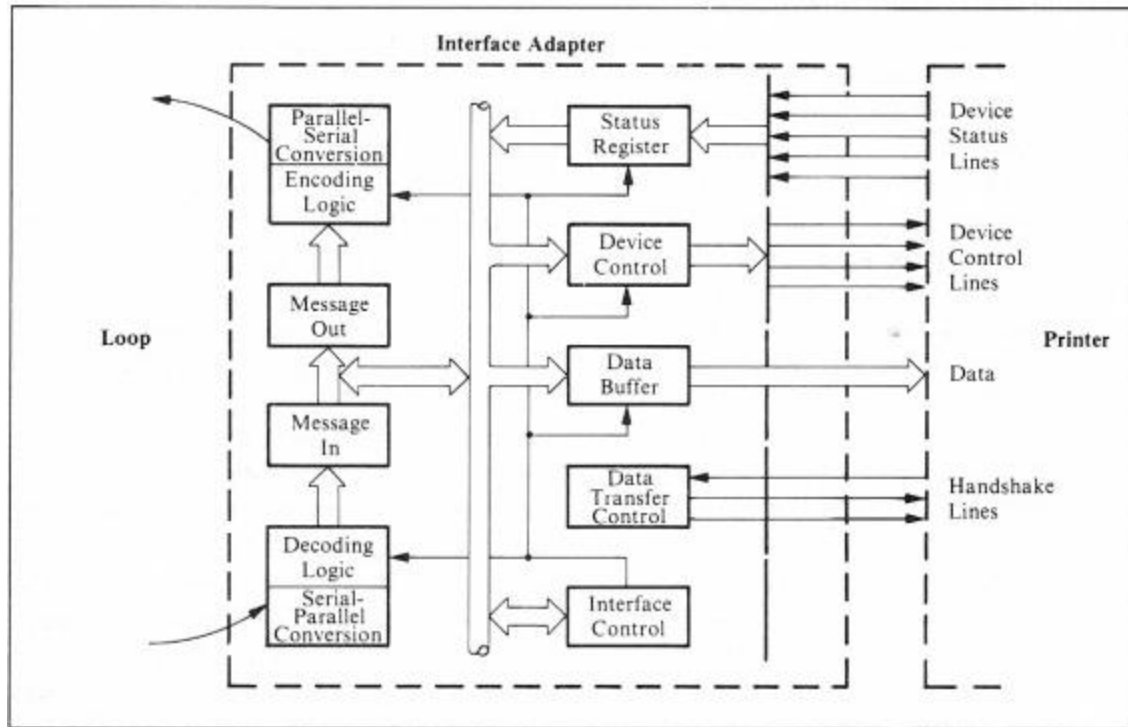 Interface Adapter
Parallel-
Serial
Conversion
Encoding
Logic
Message
Out
Loop
Message
In
Decoding
Logic
Serial-
Parallel
Conversion
Status
Register
Device
Control
Data
Buffer
Data
Transfer
Control
Interface
Control
Device
Status
Lines
Device
Control
Lines
Printer
Data
Handshake
Lines